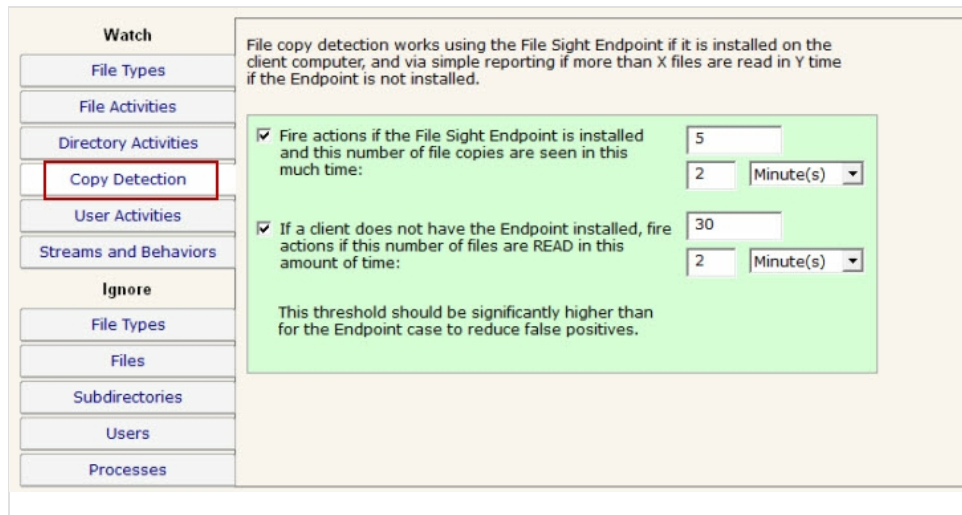 Watch
File Types
File Activities
Directory Activities
Copy Detection
User Activities
Streams and Behaviors
Ignore
File Types
Files
Subdirectories
Users
Processes
File copy detection works using the File Sight Endpoint if it is installed on the
client computer, and via simple reporting if more than X files are read in Y time
if the Endpoint is not installed.
Fire actions if the File Sight Endpoint is installed
and this number of file copies are seen in this
much time:
5
2 Minute(s)
If a client does not have the Endpoint installed, fire
actions if this number of files are READ in this
amount of time:
30
2 Minute(s)
This threshold should be significantly higher than
for the Endpoint case to reduce false positives.